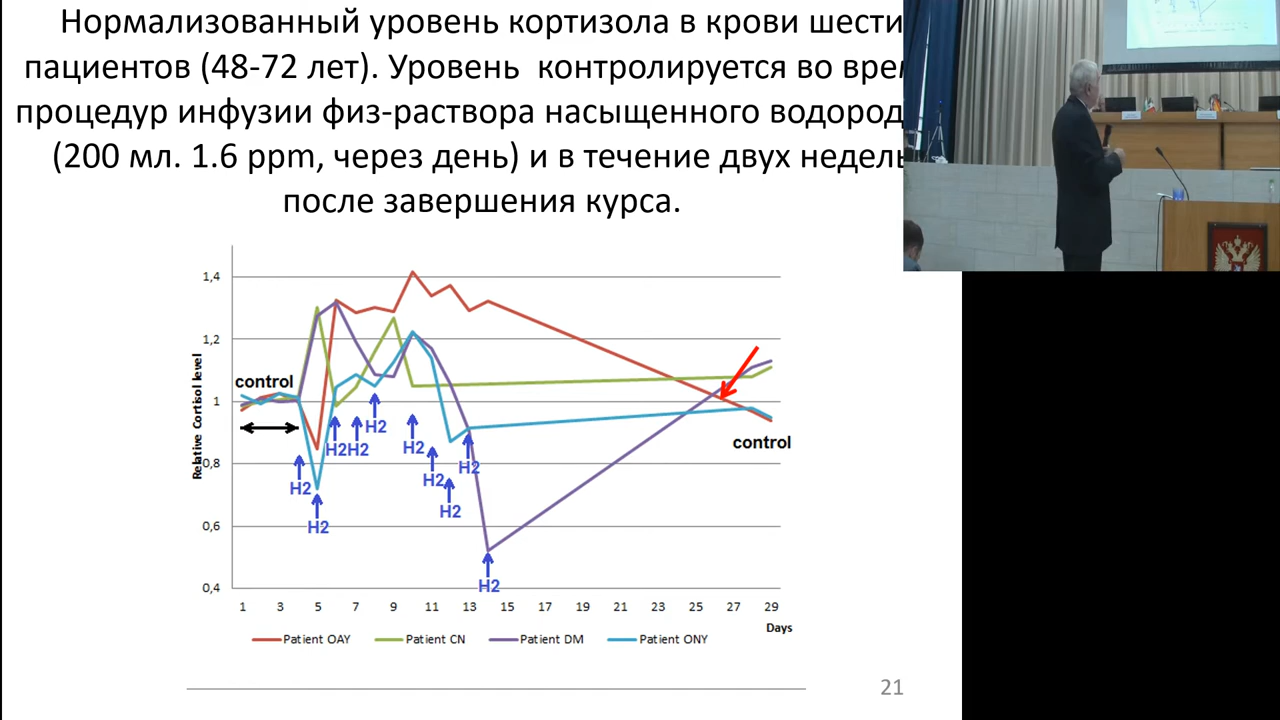 Нормализованный уровень кортизола в крови шести
пациентов (48-72 лет). Уровень контролируется во
процедур инфузии физ-раствора насыщенного
(200 мл. 1.6 ppm, через день) и в течение двух недель
после завершения курса.
1,4
1,2
1
0,8
0,6
0,4
Relative Cortisol level
control
H2
H2
H2
H2
H2
H2
H2
H2
H2
H2
control
1 3 5 7 9 11 13 15 17 19 21 23 25 27 29
Days
Patient OAY Patient CN Patient DM Patient ONY
21